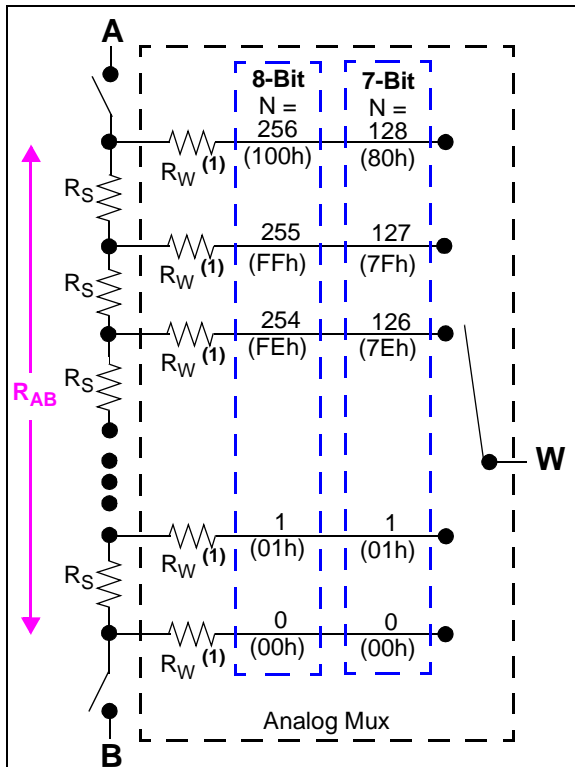 A
8-Bit
N =
7-Bit
N =
256
(100h)
128
(80h)
RW (1)
RS
255
(FFh)
127
(7Fh)
RW (1)
RS
254
(FEh)
126
(7Eh)
RW (1)
RS
RAB
W
1
(01h)
1
(01h)
RW (1)
RS
0
(00h)
0
(00h)
RW (1)
Analog Mux
B